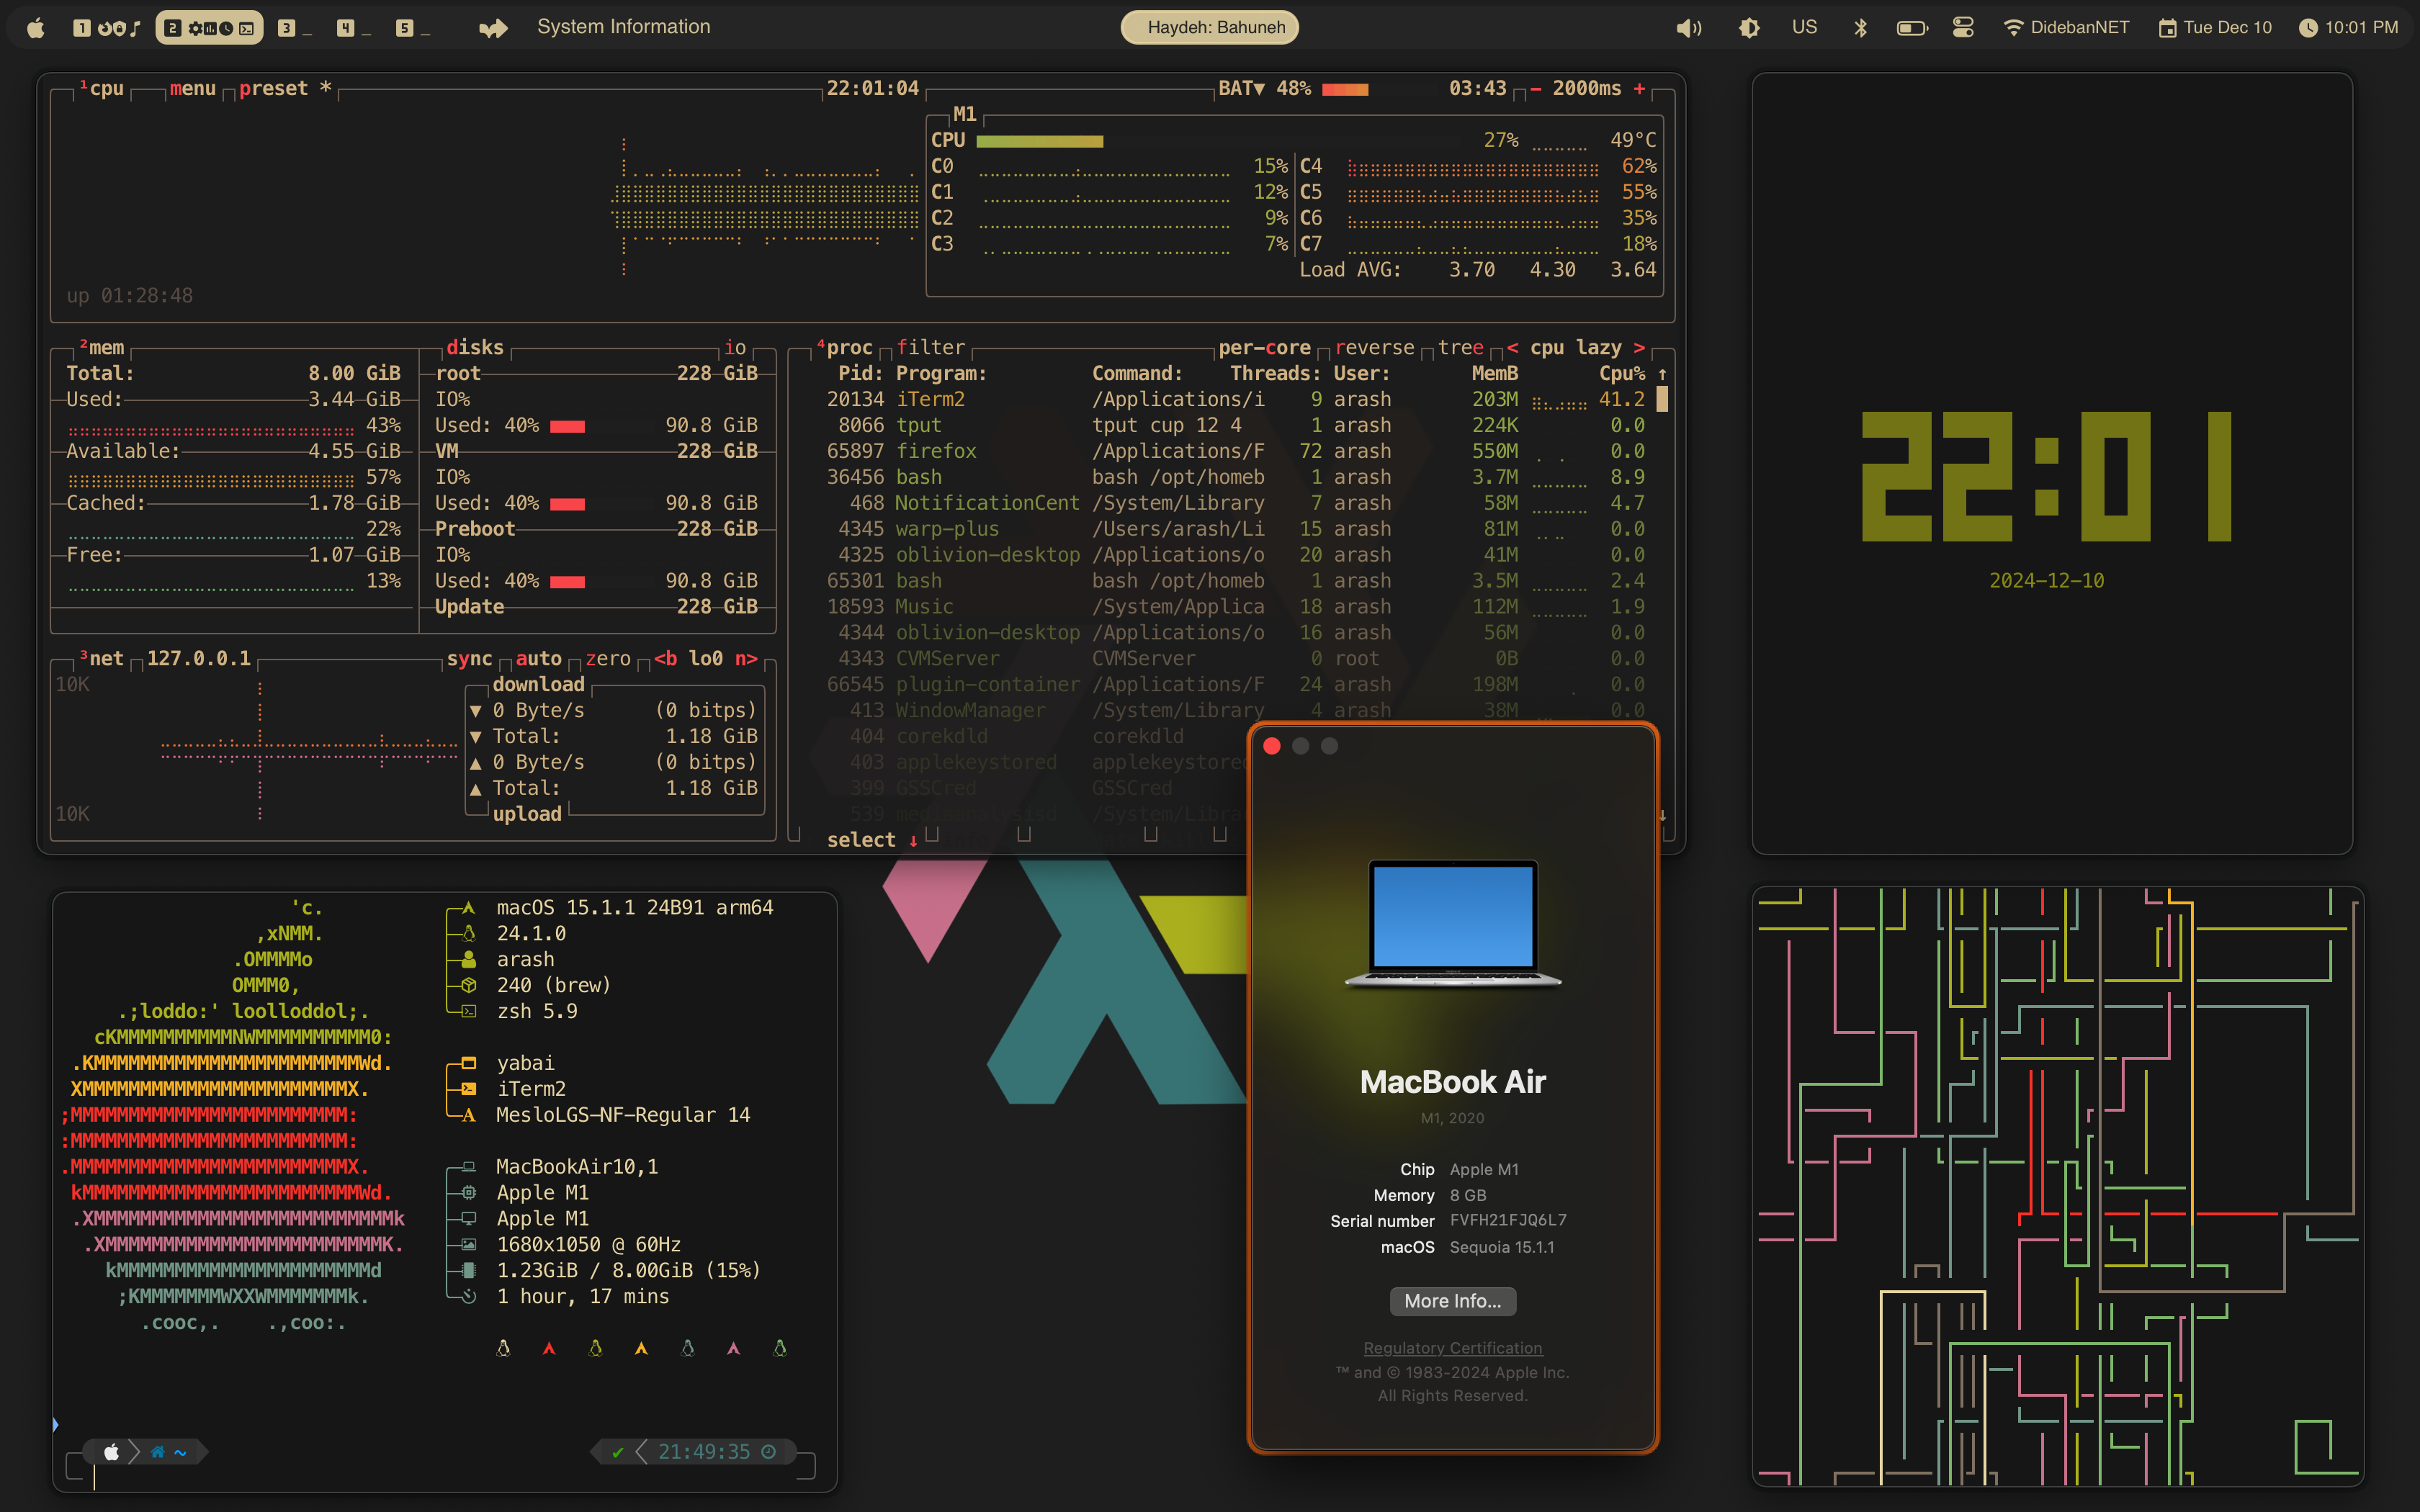 1 2 3 _ 4 _ 5 _ System Information Haydeh: Bahuneh US DidebanNET Tue Dec 10 10:01 PM
¹cpu menu preset * 22:01:04 BAT▼ 48% 03:43 - 2000ms +
M1
CPU 27% 49°C
C0 15% C4 62%
C1 12% C5 55%
C2 9% C6 35%
C3 7% C7 18%
Load AVG: 3.70 4.30 3.64
up 01:28:48
²mem disks io
Total: 8.00 GiB root 228 GiB
Used: 3.44 GiB IO%
43% Used: 40% 90.8 GiB
Available: 4.55 GiB VM 228 GiB
57% IO%
Cached: 1.78 GiB Used: 40% 90.8 GiB
22% Preboot 228 GiB
Free: 1.07 GiB IO%
13% Used: 40% 90.8 GiB
Update 228 GiB
³net 127.0.0.1 sync auto zero <b lo0 n>
10K download
▼ 0 Byte/s (0 bitps)
▼ Total: 1.18 GiB
▲ 0 Byte/s (0 bitps)
▲ Total: 1.18 GiB
10K upload
⁴proc filter per-core reverse tree < cpu lazy >
Pid: Program: Command: Threads: User: MemB Cpu% ↑
20134 iTerm2 /Applications/i 9 arash 203M 41.2
8066 tput tput cup 12 4 1 arash 224K 0.0
65897 firefox /Applications/F 72 arash 550M 0.0
36456 bash bash /opt/homeb 1 arash 3.7M 8.9
468 NotificationCent /System/Library 7 arash 58M 4.7
4345 warp-plus /Users/arash/Li 15 arash 81M 0.0
4325 oblivion-desktop /Applications/o 20 arash 41M 0.0
65301 bash bash /opt/homeb 1 arash 3.5M 2.4
18593 Music /System/Applica 18 arash 112M 1.9
4344 oblivion-desktop /Applications/o 16 arash 56M 0.0
4343 CVMServer CVMServer 0 root 0B 0.0
66545 plugin-container /Applications/F 24 arash 198M 0.0
413 WindowManager /System/Library 4 arash 38M 0.0
404 corekdld corekdld
403 applekeystored applekeystored
399 GSSCred GSSCred
539 mediaanalysisd /System/Libra ↓
select ↓
22:01
2024-12-10
'c.
,xNMM.
.OMMMMo
OMMM0,
.;loddo:' loolloddol;.
cKMMMMMMMMMMNWMMMMMMMMMM0:
.KMMMMMMMMMMMMMMMMMMMMMMMWd.
XMMMMMMMMMMMMMMMMMMMMMMMX.
;MMMMMMMMMMMMMMMMMMMMMMMM:
:MMMMMMMMMMMMMMMMMMMMMMMM:
.MMMMMMMMMMMMMMMMMMMMMMMMX.
kMMMMMMMMMMMMMMMMMMMMMMMMWd.
.XMMMMMMMMMMMMMMMMMMMMMMMMMMk
.XMMMMMMMMMMMMMMMMMMMMMMMMK.
kMMMMMMMMMMMMMMMMMMMMMMd
;KMMMMMMMWXXWMMMMMMMk.
.cooc,. .,coo:.
macOS 15.1.1 24B91 arm64
24.1.0
arash
240 (brew)
zsh 5.9
yabai
iTerm2
MesloLGS-NF-Regular 14
MacBookAir10,1
Apple M1
Apple M1
1680x1050 @ 60Hz
1.23GiB / 8.00GiB (15%)
1 hour, 17 mins
~ ✔ 21:49:35
MacBook Air
M1, 2020
Chip Apple M1
Memory 8 GB
Serial number FVFH21FJQ6L7
macOS Sequoia 15.1.1
More Info...
Regulatory Certification
™ and © 1983-2024 Apple Inc.
All Rights Reserved.